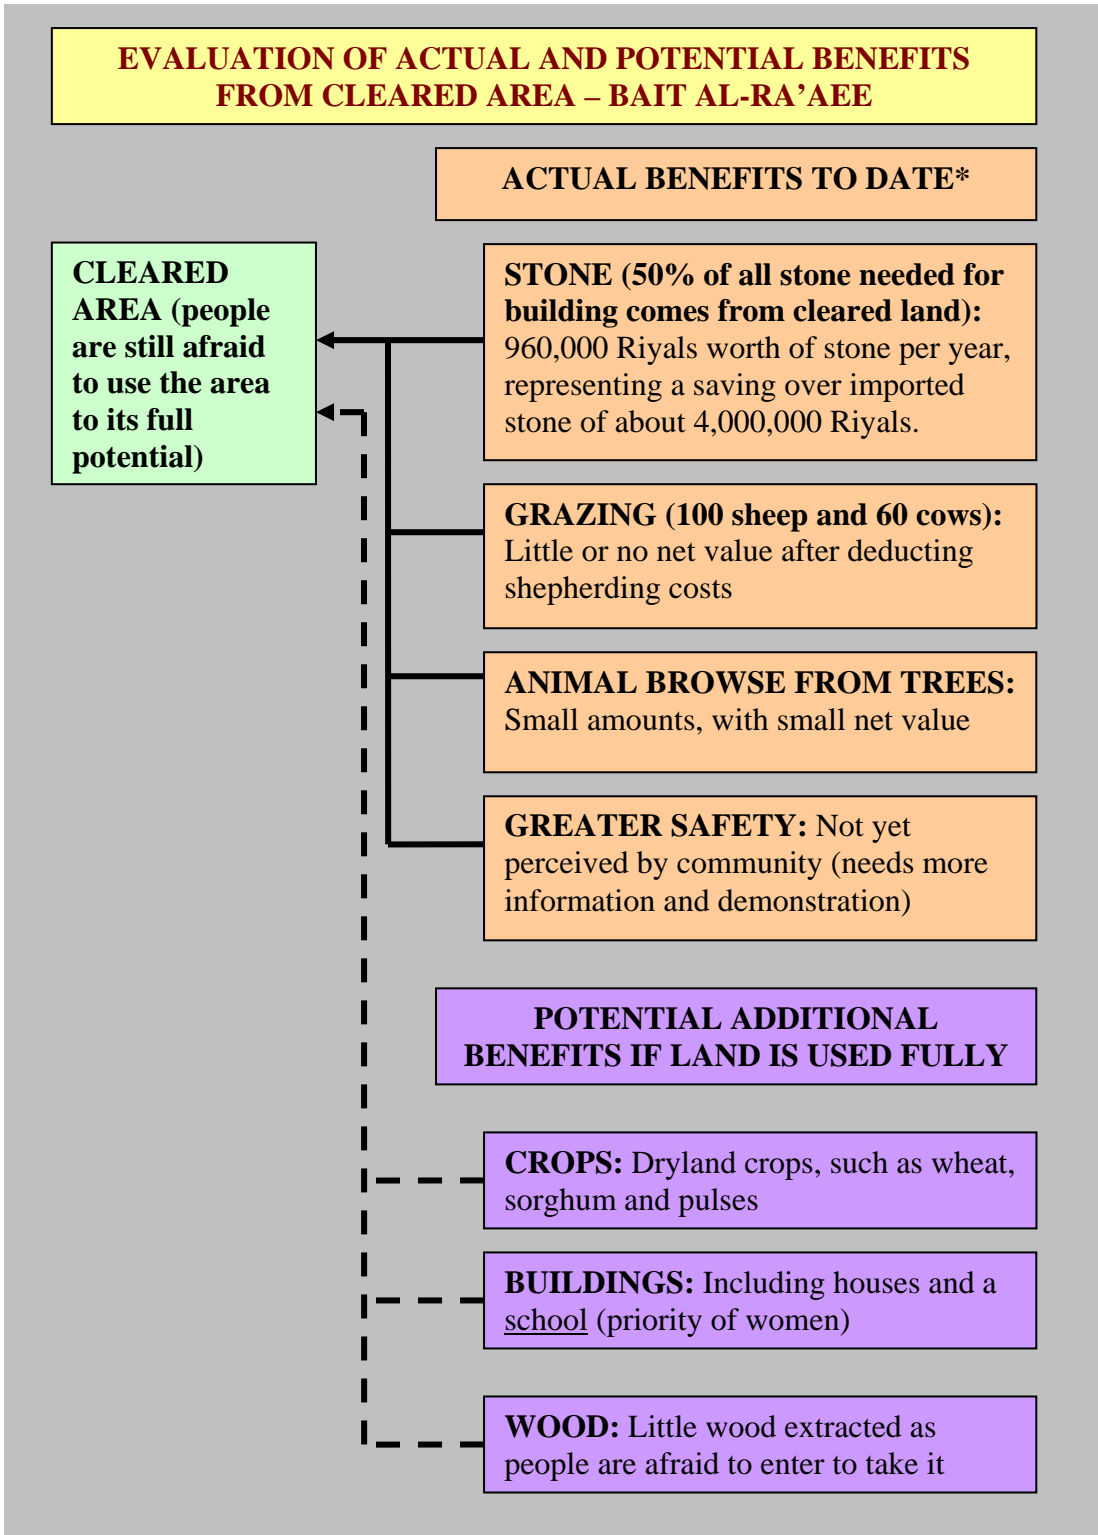 EVALUATION OF ACTUAL AND POTENTIAL BENEFITS
FROM CLEARED AREA – BAIT AL-RA’AEE
ACTUAL BENEFITS TO DATE*
CLEARED
AREA (people
are still afraid
to use the area
to its full
potential)
STONE (50% of all stone needed for
building comes from cleared land):
960,000 Riyals worth of stone per year,
representing a saving over imported
stone of about 4,000,000 Riyals.
GRAZING (100 sheep and 60 cows):
Little or no net value after deducting
shepherding costs
ANIMAL BROWSE FROM TREES:
Small amounts, with small net value
GREATER SAFETY: Not yet
perceived by community (needs more
information and demonstration)
POTENTIAL ADDITIONAL
BENEFITS IF LAND IS USED FULLY
CROPS: Dryland crops, such as wheat,
sorghum and pulses
BUILDINGS: Including houses and a
school (priority of women)
WOOD: Little wood extracted as
people are afraid to enter to take it